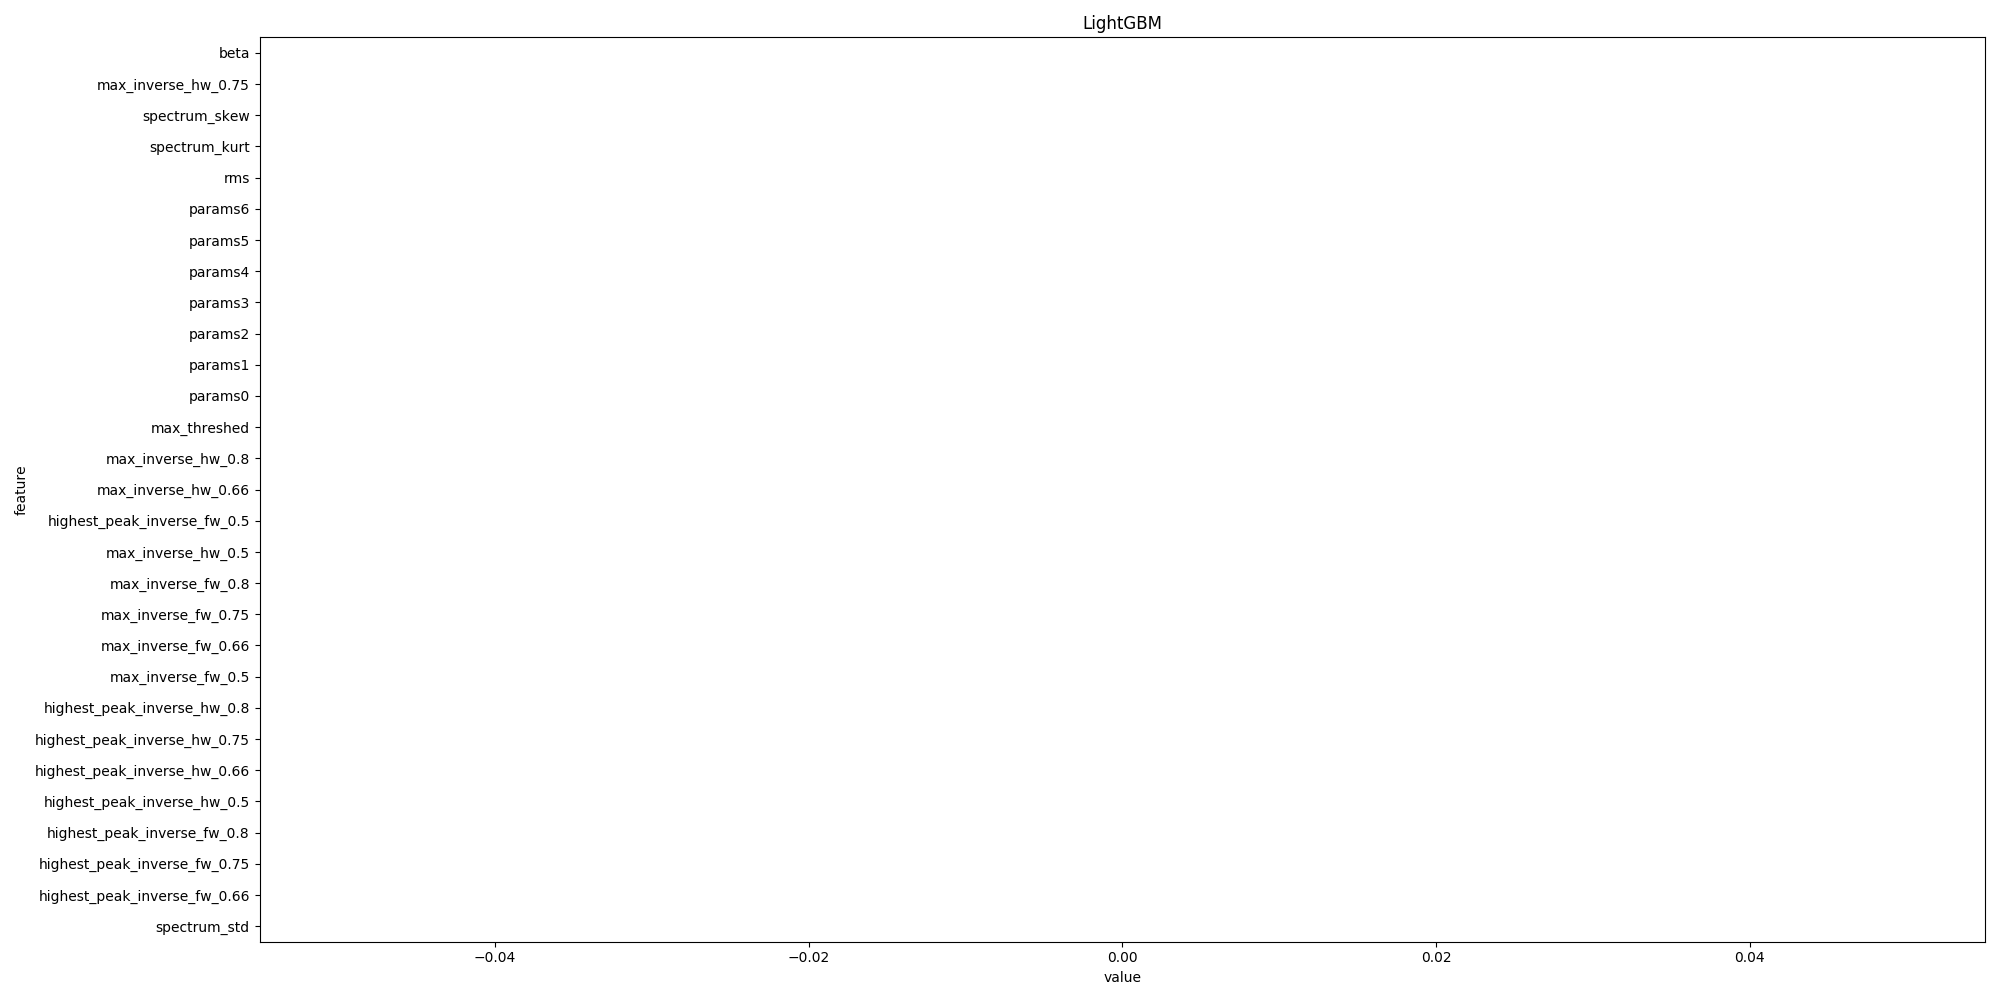 LightGBM
beta
max_inverse_hw_0.75
spectrum_skew
spectrum_kurt
rms
params6
params5
params4
params3
params2
params1
params0
max_threshed
max_inverse_hw_0.8
max_inverse_hw_0.66
highest_peak_inverse_fw_0.5
max_inverse_hw_0.5
max_inverse_fw_0.8
max_inverse_fw_0.75
max_inverse_fw_0.66
max_inverse_fw_0.5
highest_peak_inverse_hw_0.8
highest_peak_inverse_hw_0.75
highest_peak_inverse_hw_0.66
highest_peak_inverse_hw_0.5
highest_peak_inverse_fw_0.8
highest_peak_inverse_fw_0.75
highest_peak_inverse_fw_0.66
spectrum_std
feature
−0.04 −0.02 0.00 0.02 0.04
value